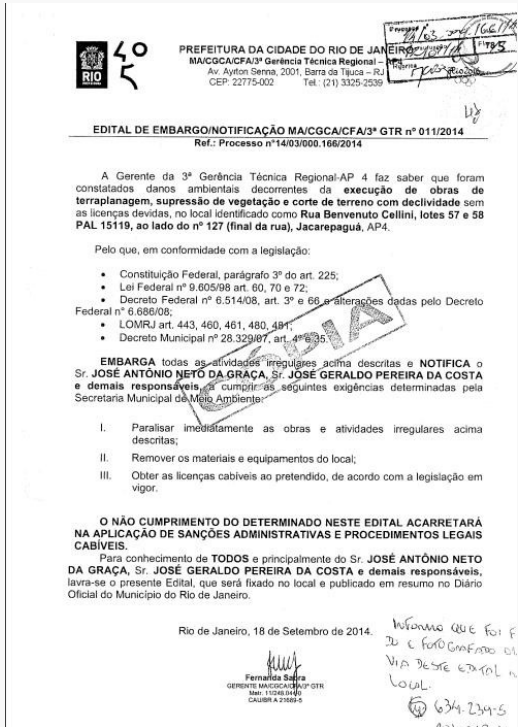 RIO
PREFEITURA DA CIDADE DO RIO DE JANEIRO
MA/CGCA/CFA/3ª Gerência Técnica Regional – AP4
Av. Ayrton Senna, 2001, Barra da Tijuca – RJ
CEP: 22775-002 Tel.: (21) 3325-2539
EDITAL DE EMBARGO/NOTIFICAÇÃO MA/CGCA/CFA/3ª GTR nº 011/2014
Ref.: Processo n°14/03/000.166/2014
A Gerente da 3ª Gerência Técnica Regional-AP 4 faz saber que foram
constatados danos ambientais decorrentes da execução de obras de
terraplanagem, supressão de vegetação e corte de terreno com declividade sem
as licenças devidas, no local identificado como Rua Benvenuto Cellini, lotes 57 e 58
PAL 15119, ao lado do nº 127 (final da rua), Jacarepaguá, AP4.
Pelo que, em conformidade com a legislação:
• Constituição Federal, parágrafo 3º do art. 225;
• Lei Federal nº 9.605/98 art. 60, 70 e 72;
• Decreto Federal nº 6.514/08, art. 3º e 66 e alterações dadas pelo Decreto
Federal n° 6.686/08;
• LOMRJ art. 443, 460, 461, 480, 481;
• Decreto Municipal nº 28.329/07, art. 4º e 35.
CÓPIA
EMBARGA todas as atividades irregulares acima descritas e NOTIFICA o
Sr. JOSÉ ANTÔNIO NETO DA GRAÇA, Sr. JOSÉ GERALDO PEREIRA DA COSTA
e demais responsáveis, a cumprir as seguintes exigências determinadas pela
Secretaria Municipal de Meio Ambiente:
I. Paralisar imediatamente as obras e atividades irregulares acima
descritas;
II. Remover os materiais e equipamentos do local;
III. Obter as licenças cabíveis ao pretendido, de acordo com a legislação em
vigor.
O NÃO CUMPRIMENTO DO DETERMINADO NESTE EDITAL ACARRETARÁ
NA APLICAÇÃO DE SANÇÕES ADMINISTRATIVAS E PROCEDIMENTOS LEGAIS
CABÍVEIS.
Para conhecimento de TODOS e principalmente do Sr. JOSÉ ANTÔNIO NETO
DA GRAÇA, Sr. JOSÉ GERALDO PEREIRA DA COSTA e demais responsáveis,
lavra-se o presente Edital, que será fixado no local e publicado em resumo no Diário
Oficial do Município do Rio de Janeiro.
Rio de Janeiro, 18 de Setembro de 2014.
Fernanda Sabra
GERENTE MA/CGCA/CFA/3ª GTR
INFORMO QUE FOI F
DO E FOTOGRAFADO
VIA DESTE EDITAL N
LOCAL.
634.234-5